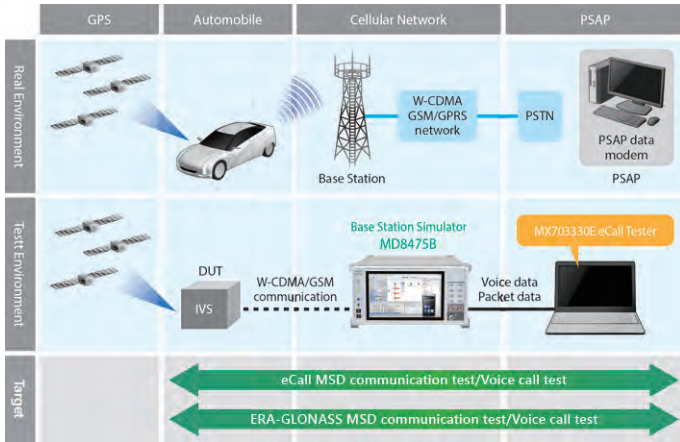 GPS
Automobile
Cellular Network
PSAP
Real Environment
W-CDMA
GSM/GPRS
network
PSTN
Base Station
PSAP data
modem
PSAP
Testt Environment
DUT
IVS
W-CDMA/GSM
communication
Base Station Simulator
MD8475B
Voice data
Packet data
MX703330E eCall Tester
Target
eCall MSD communication test/Voice call test
ERA-GLONASS MSD communication test/Voice call test